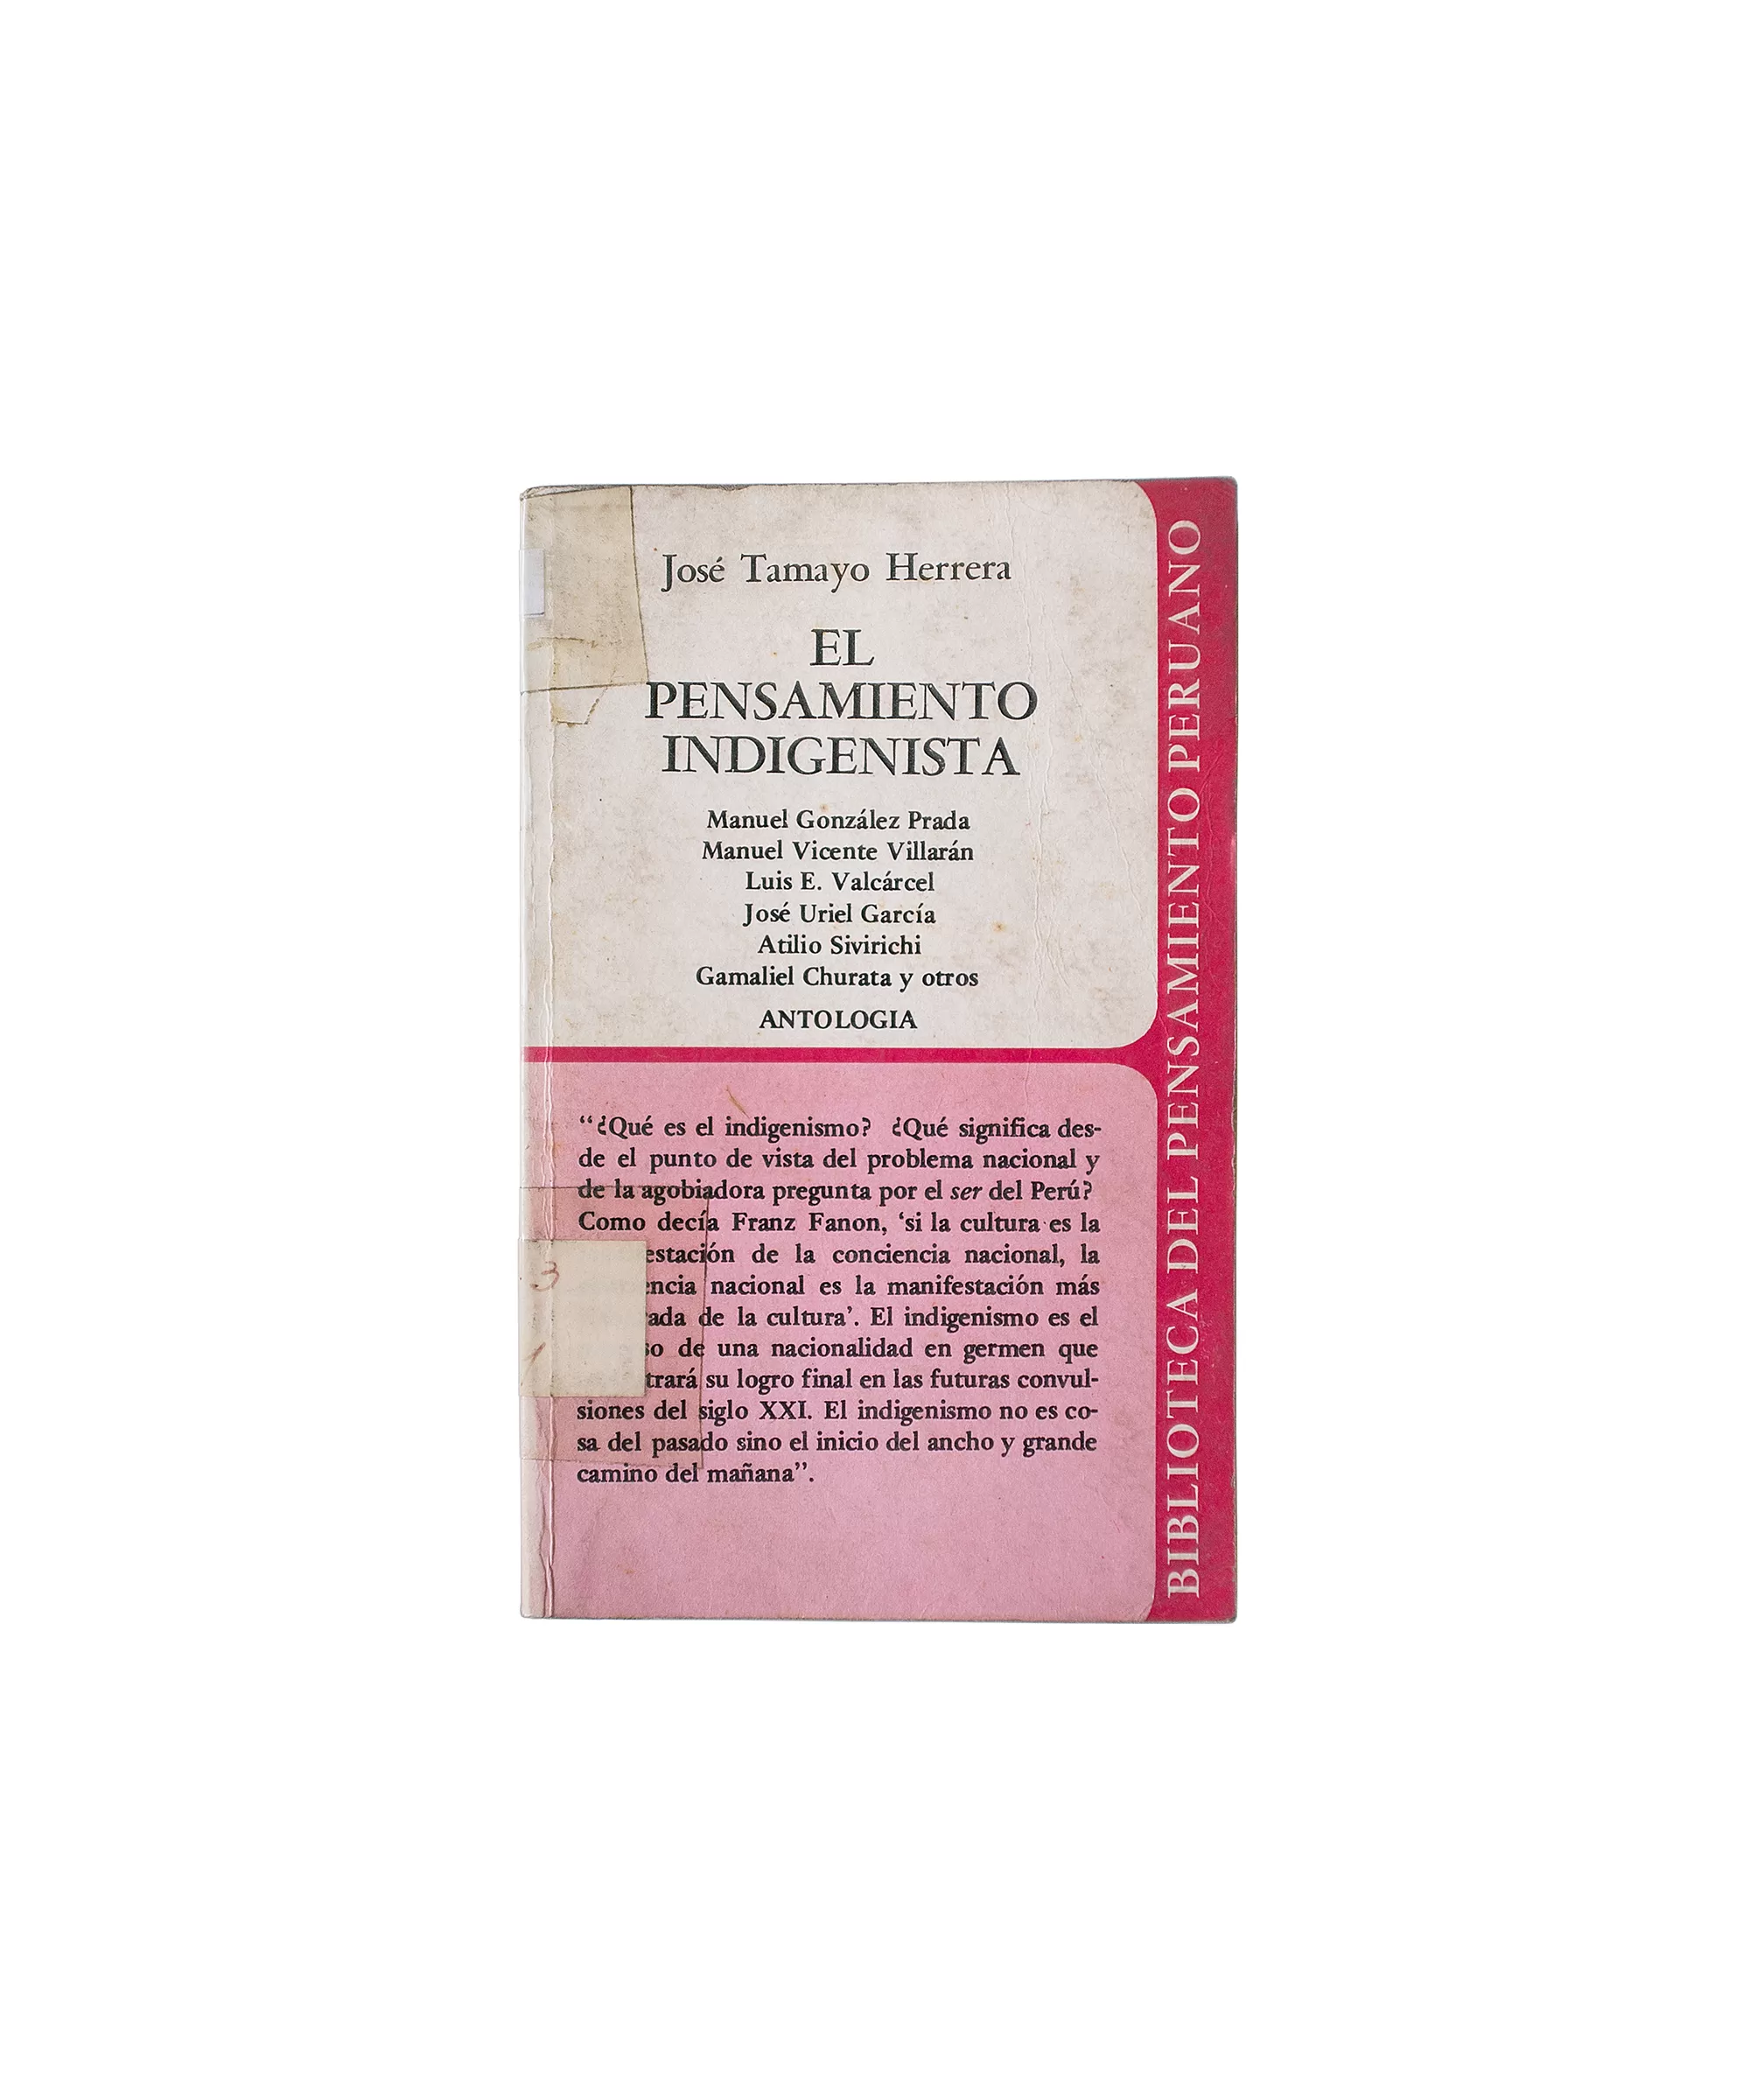 José Tamayo Herrera
EL
PENSAMIENTO
INDIGENISTA
Manuel González Prada
Manuel Vicente Villarán
Luis E. Valcárcel
José Uriel García
Atilio Sivirichi
Gamaliel Churata y otros
ANTOLOGIA
“¿Qué es el indigenismo? ¿Qué significa des-
de el punto de vista del problema nacional y
de la agobiadora pregunta por el ser del Perú?
Como decía Franz Fanon, ‘si la cultura es la
estación de la conciencia nacional, la
encia nacional es la manifestación más
ada de la cultura’. El indigenismo es el
so de una nacionalidad en germen que
trará su logro final en las futuras convul-
siones del siglo XXI. El indigenismo no es co-
sa del pasado sino el inicio del ancho y grande
camino del mañana”.
3
1
BIBLIOTECA DEL PENSAMIENTO PERUANO